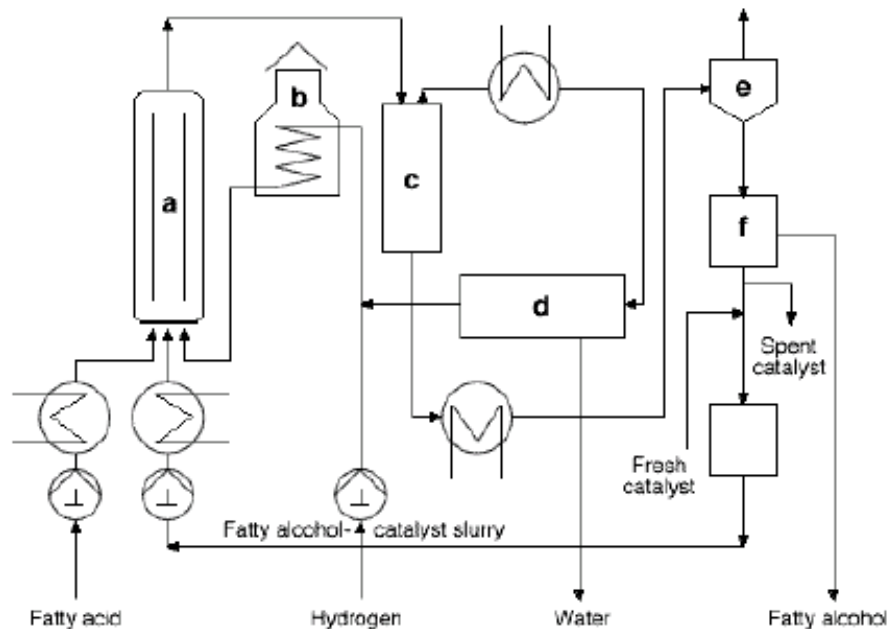 b
e
a
c
f
d
Spent
catalyst
Fresh
catalyst
Fatty alcohol- catalyst slurry
Fatty acid
Hydrogen
Water
Fatty alcohol